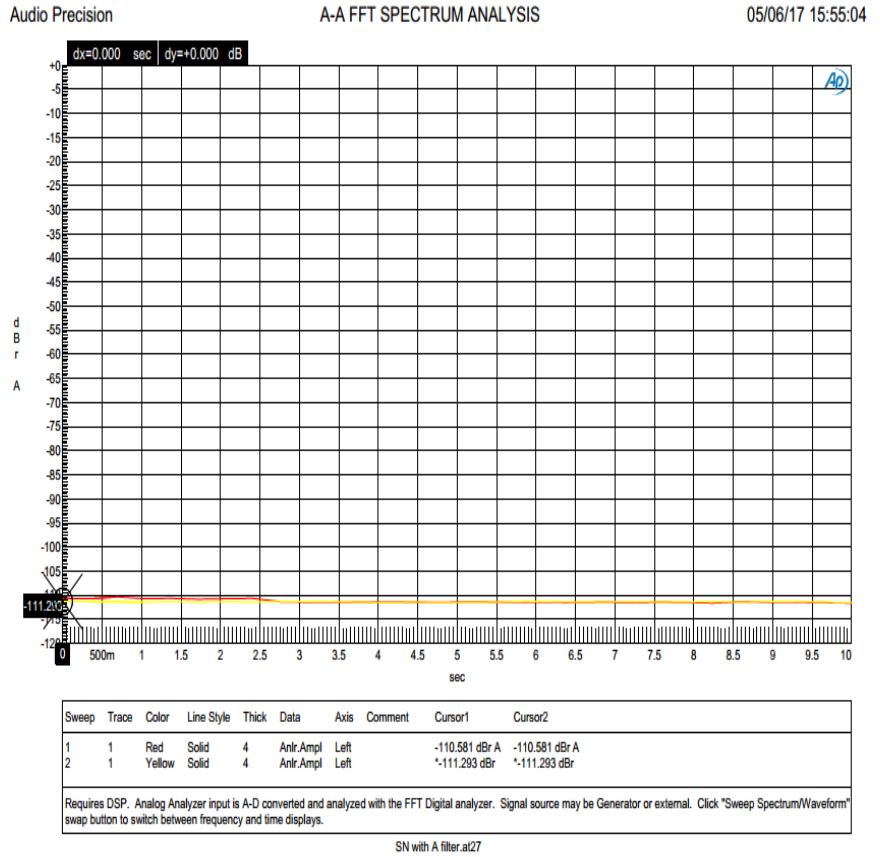 Audio Precision A-A FFT SPECTRUM ANALYSIS 05/06/17 15:55:04
dx=0.000 sec dy=+0.000 dB
Ap
+0
-5
-10
-15
-20
-25
-30
-35
-40
-45
-50
-55
-60
-65
-70
-75
-80
-85
-90
-95
-100
-105
-111.293
d
B
r
A
0 500m 1 1.5 2 2.5 3 3.5 4 4.5 5 5.5 6 6.5 7 7.5 8 8.5 9 9.5 10
sec
Sweep Trace Color Line Style Thick Data Axis Comment Cursor1 Cursor2
1 1 Red Solid 4 Anlr.Ampl Left -110.581 dBr A -110.581 dBr A
2 1 Yellow Solid 4 Anlr.Ampl Left *-111.293 dBr *-111.293 dBr
Requires DSP. Analog Analyzer input is A-D converted and analyzed with the FFT Digital analyzer. Signal source may be Generator or external. Click "Sweep Spectrum/Waveform"
swap button to switch between frequency and time displays.
SN with A filter.at27